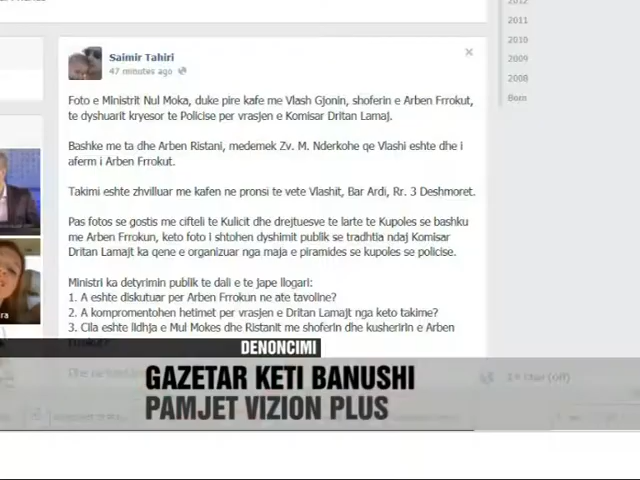 2012
2011
2010
2009
2008
Born
Saimir Tahiri
47 minutes ago
Foto e Ministrit Nul Moka, duke pire kafe me Vlash Gjonin, shoferin e Arben Frrokut,
te dyshuarit kryesor te Policise per vrasjen e Komisar Dritan Lamaj.
Bashke me ta dhe Arben Ristani, medemek Zv. M. Nderkohe qe Vlashi eshte dhe i
aferm i Arben Frrokut.
Takimi eshte zhvilluar me kafen ne pronsi te vete Vlashit, Bar Ardi, Rr. 3 Deshmoret.
Pas fotos se gostis me cifteli te Kulicit dhe drejtuesve te larte te Kupoles se bashku
me Arben Frrokun, keto foto i shtohen dyshimit publik se tradhtia ndaj Komisar
Dritan Lamajt ka qene e organizuar nga maja e piramides se kupoles se policise.
Ministri ka detyrimin publik te dali e te jape llogari:
1. A eshte diskutuar per Arben Frrokun ne ate tavoline?
2. A kompromentohen hetimet per vrasjen e Dritan Lamajt nga keto takime?
3. Cila eshte lidhja e Mul Mokes dhe Ristanit me shoferin dhe kusheririn e Arben
DENONCIMI
GAZETAR KETI BANUSHI
PAMJET VIZION PLUS